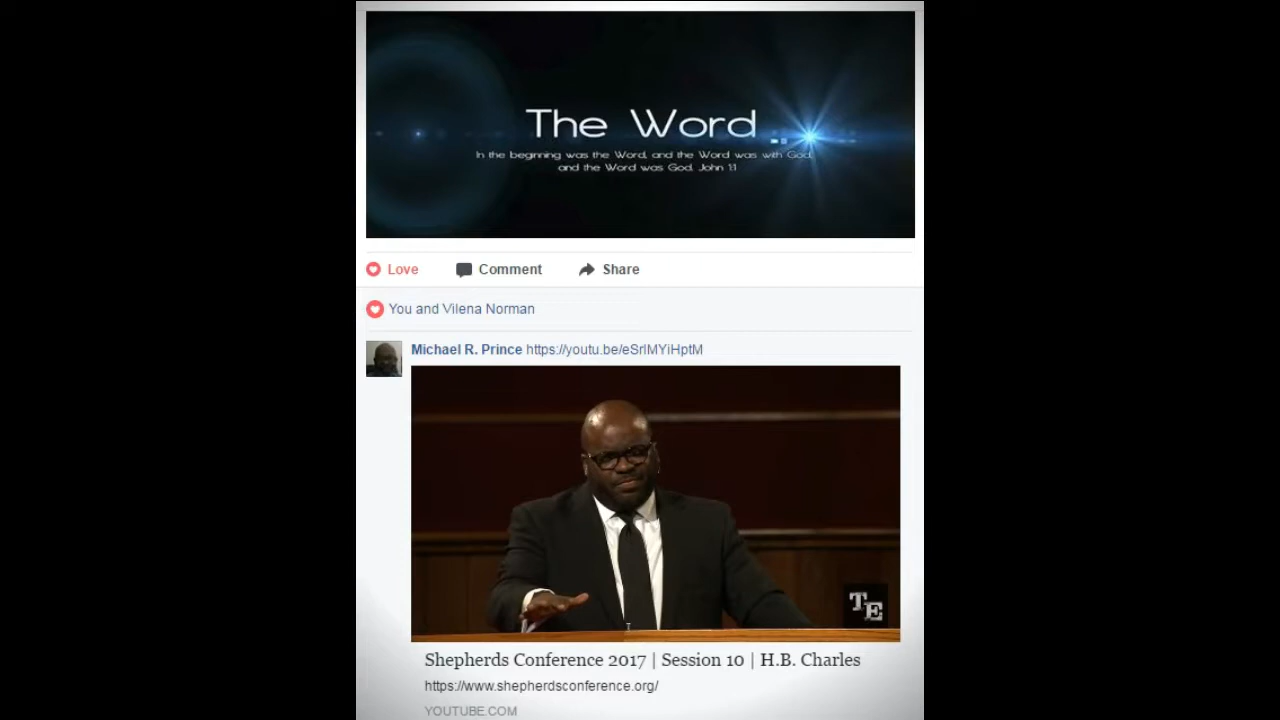 The Word
In the beginning was the Word, and the Word was with God,
and the Word was God. John 1:1
Love Comment Share
You and Vilena Norman
Michael R. Prince https://youtu.be/eSrlMYiHptM
TE
Shepherds Conference 2017 | Session 10 | H.B. Charles
https://www.shepherdsconference.org/
YOUTUBE.COM